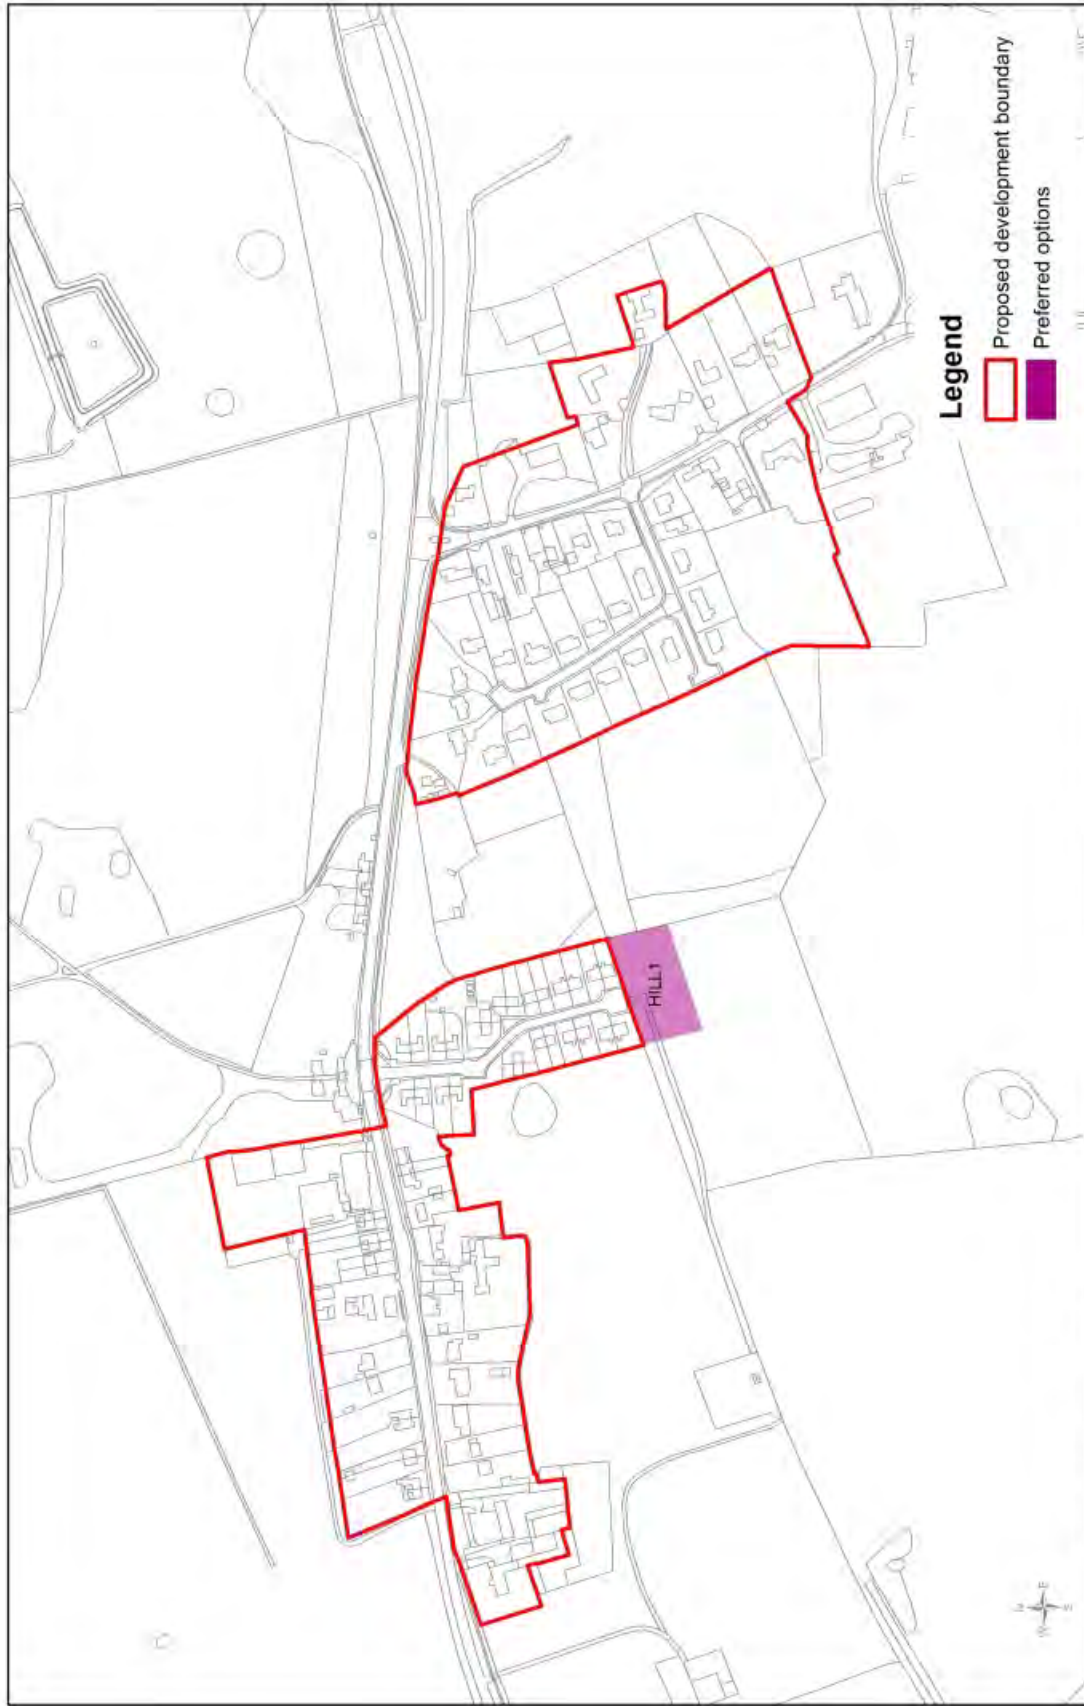 HILL1
Legend
Proposed development boundary
Preferred options
N
W
E
S